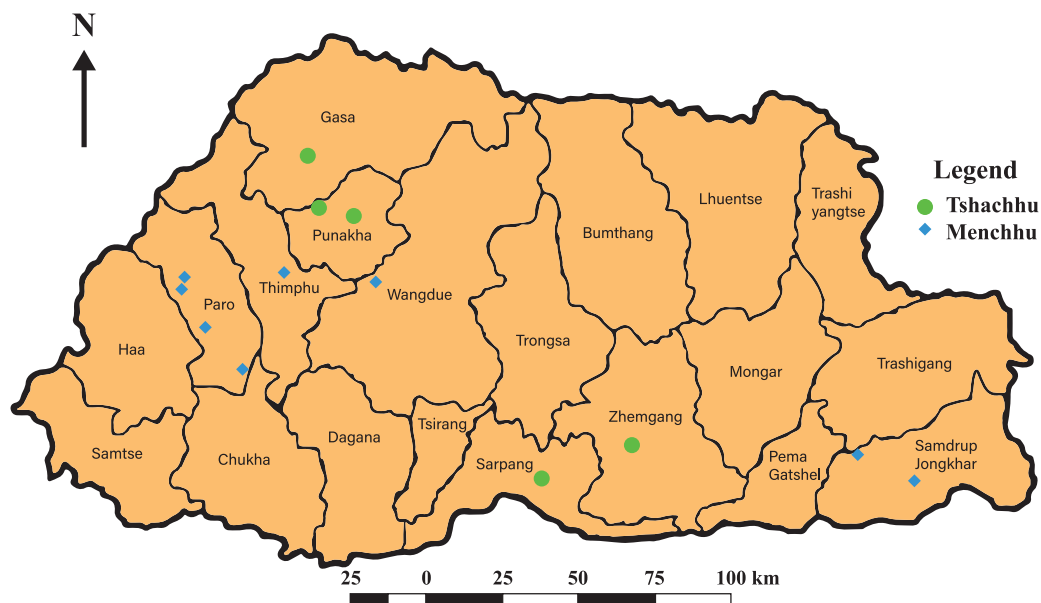 N
Gasa
Punakha
Thimphu
Wangdue
Paro
Haa
Samtse
Chukha
Dagana
Tsirang
Sarpang
Trongsa
Bumthang
Zhemgang
Lhuentse
Mongar
Trashi
yangtse
Trashigang
Pema
Gatshel
Samdrup
Jongkhar
Legend
Tshachhu
Menchhu
25 0 25 50 75 100 km